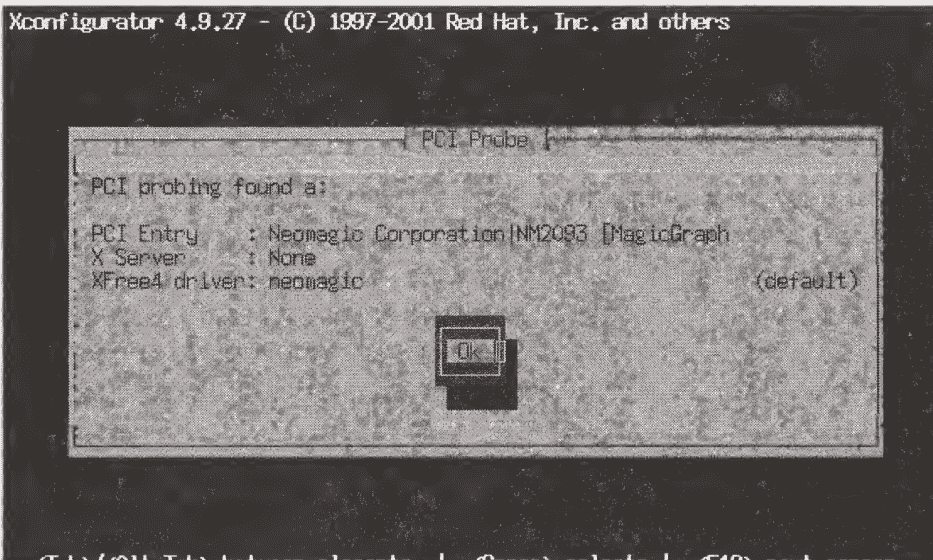 Xconfigurator 4.9.27 - (C) 1997-2001 Red Hat, Inc. and others
PCI Probe
PCI probing found a:
PCI Entry : Neomagic Corporation|NM2093 [MagicGraph
X Server : None
XFree4 driver: neomagic (default)
Ok